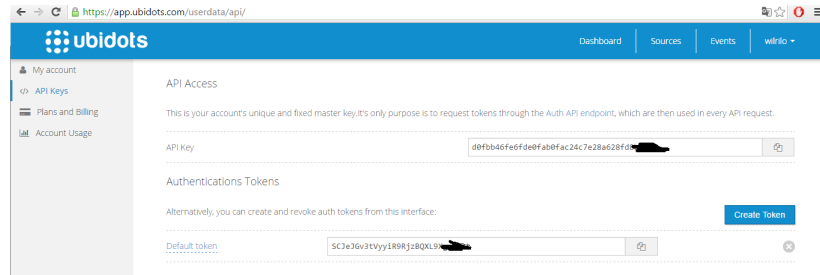 https://app.ubidots.com/userdata/api/
ubidots
Dashboard Sources Events wilrilo
My account
API Keys
Plans and Billing
Account Usage
API Access
This is your account's unique and fixed master key.It's only purpose is to request tokens through the Auth API endpoint, which are then used in every API request.
API Key
Authentications Tokens
Alternatively, you can create and revoke auth tokens from this interface:
Create Token
Default token